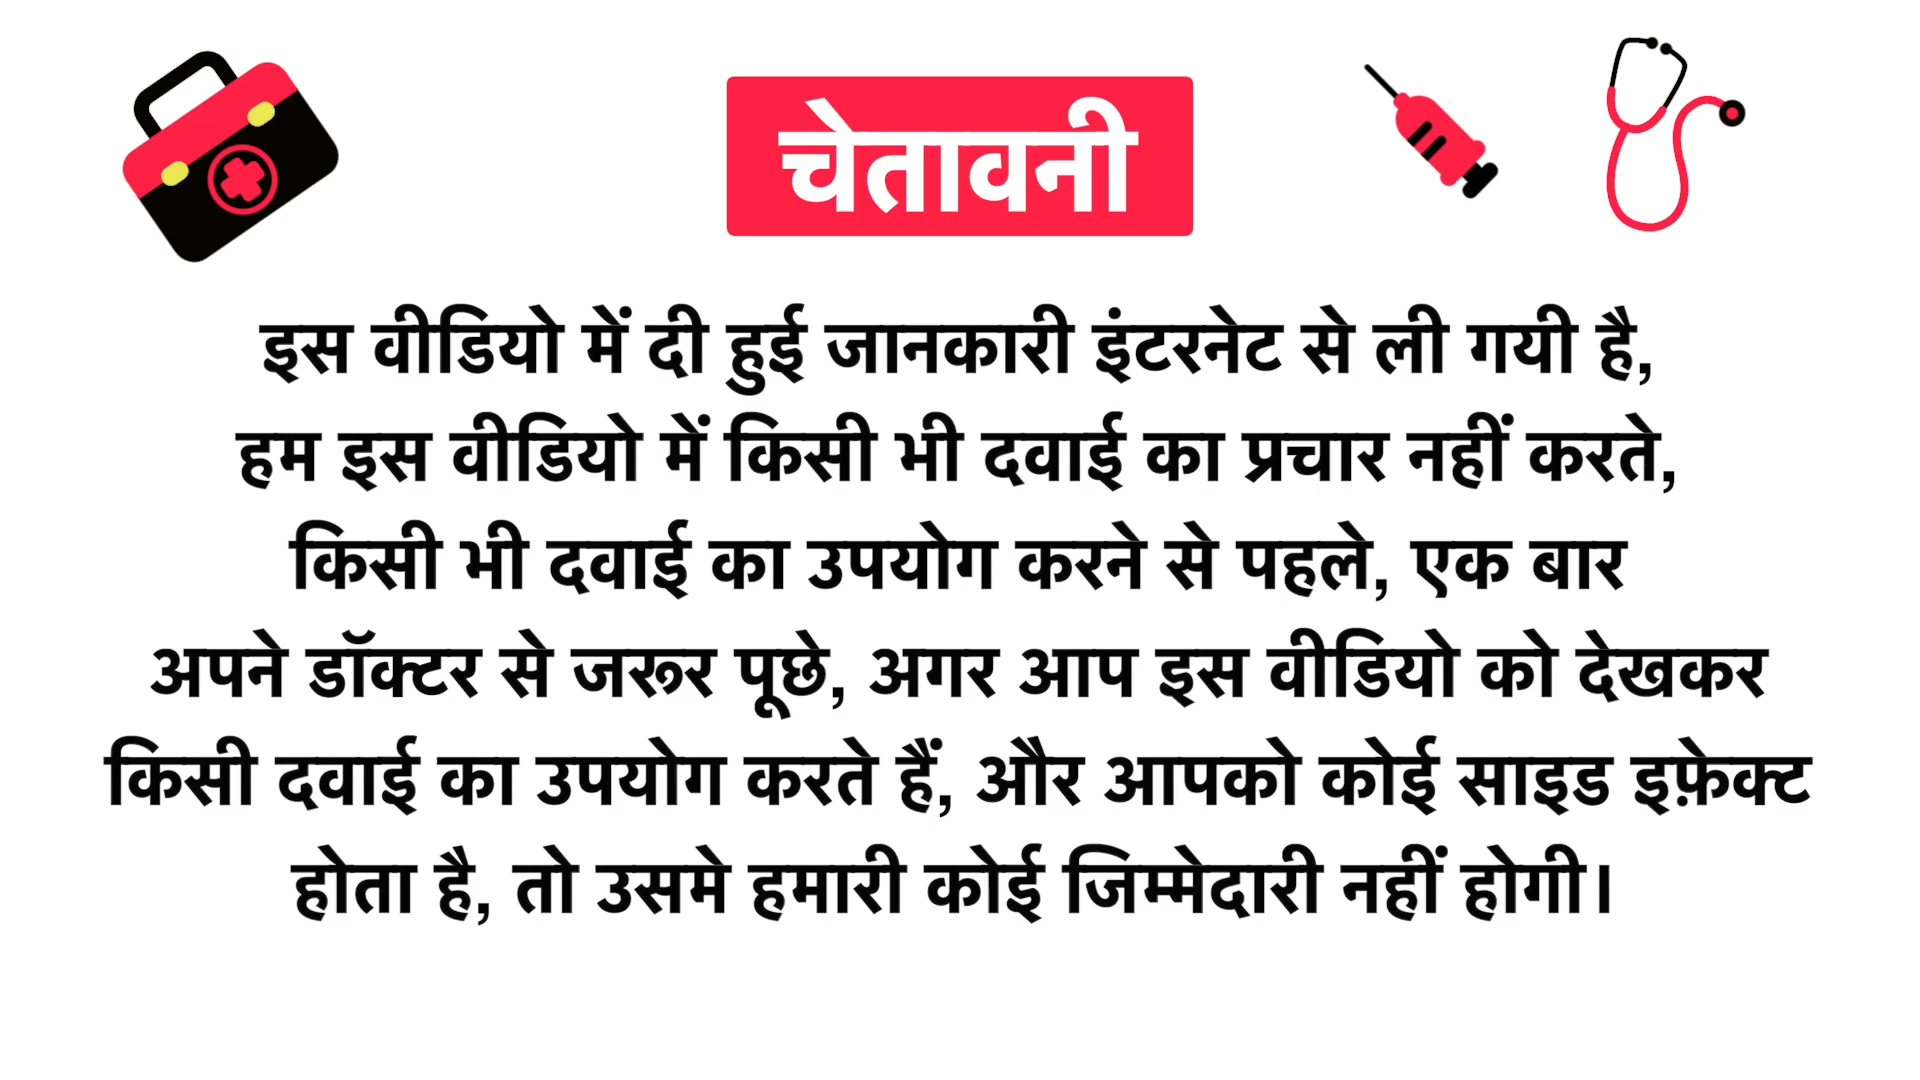 चेतावनी
इस वीडियो में दी हुई जानकारी इंटरनेट से ली गयी है,
हम इस वीडियो में किसी भी दवाई का प्रचार नहीं करते,
किसी भी दवाई का उपयोग करने से पहले, एक बार
अपने डॉक्टर से जरूर पूछे, अगर आप इस वीडियो को देखकर
किसी दवाई का उपयोग करते हैं, और आपको कोई साइड इफ़ेक्ट
होता है, तो उसमे हमारी कोई जिम्मेदारी नहीं होगी।